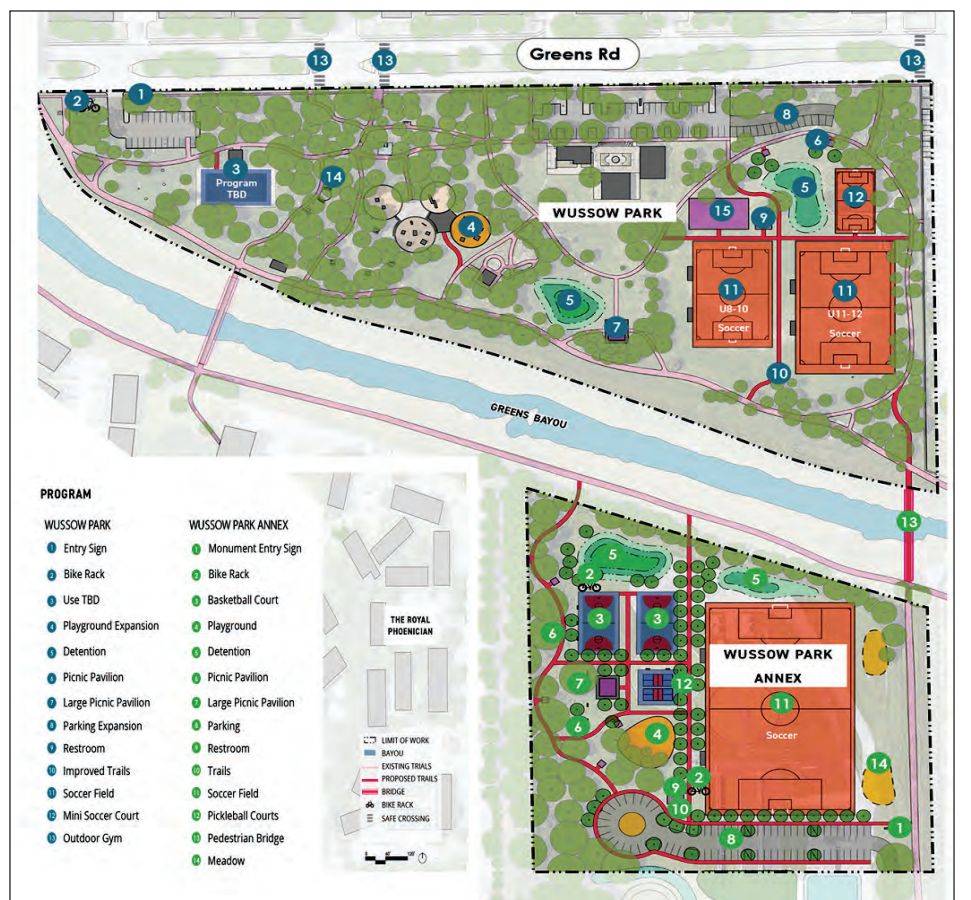 Greens Rd
13
13
13
2
1
8
6
3
Program
TBD
14
5
12
WUSSOW PARK
15
9
4
5
11
U8-10
Soccer
11
U11-12
Soccer
7
10
GREENS BAYOU
13
PROGRAM
WUSSOW PARK
1 Entry Sign
2 Bike Rack
3 Use TBD
4 Playground Expansion
5 Detention
6 Picnic Pavilion
7 Large Picnic Pavilion
8 Parking Expansion
9 Restroom
10 Improved Trails
11 Soccer Field
12 Mini Soccer Court
13 Outdoor Gym
WUSSOW PARK ANNEX
1 Monument Entry Sign
2 Bike Rack
3 Basketball Court
4 Playground
5 Detention
6 Picnic Pavilion
7 Large Picnic Pavilion
8 Parking
9 Restroom
10 Trails
11 Soccer Field
12 Pickleball Courts
13 Pedestrian Bridge
14 Meadow
THE ROYAL
PHOENICIAN
LIMIT OF WORK
BAYOU
EXISTING TRIALS
PROPOSED TRAILS
BRIDGE
BIKE RACK
SAFE CROSSING
0 60' 120'
5
2
5
3
3
6
WUSSOW PARK
ANNEX
7
12
11
Soccer
6
4
14
2
9
10
8
1